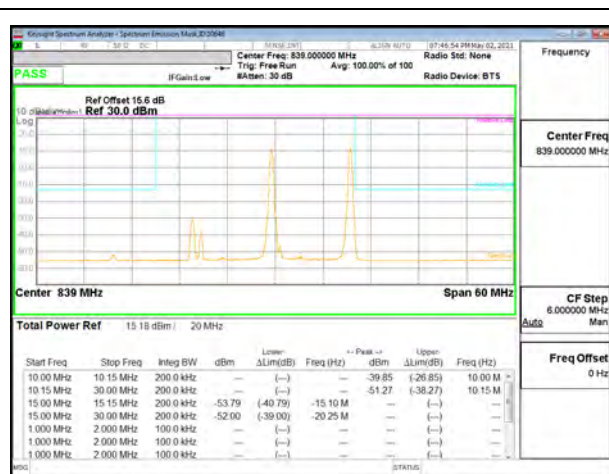 Keysight Spectrum Analyzer - Spectrum Emission Mask
RF 50 Ω DC SENSE:INT ALIGN AUTO 07:46:54 PM May 02, 2021
Center Freq: 839.000000 MHz Radio Std: None Frequency
Trig: Free Run Avg: 100.00% of 100
PASS IFGain:Low #Atten: 30 dB Radio Device: BTS
Ref Offset 15.6 dB
10 dB Ref 30.0 dBm
Log
Center Freq
839.000000 MHz
Center 839 MHz Span 60 MHz
CF Step
6.000000 MHz
Auto Man
Total Power Ref 15.18 dBm / 20 MHz
Freq Offset
0 Hz
Lower <-- Peak --> Upper
Start Freq Stop Freq Integ BW dBm ΔLim(dB) Freq (Hz) dBm ΔLim(dB) Freq (Hz)
10.00 MHz 10.15 MHz 200.0 kHz --- (---) --- -39.85 (-26.85) 10.00 M
10.15 MHz 30.00 MHz 200.0 kHz --- (---) --- -51.27 (-38.27) 10.15 M
15.00 MHz 15.15 MHz 200.0 kHz -53.79 (-40.79) -15.10 M --- (---) ---
15.00 MHz 30.00 MHz 200.0 kHz -52.00 (-39.00) -20.25 M --- (---) ---
1.000 MHz 2.000 MHz 100.0 kHz --- (---) --- --- (---) ---
1.000 MHz 2.000 MHz 100.0 kHz --- (---) --- --- (---) ---
1.000 MHz 2.000 MHz 100.0 kHz --- (---) --- --- (---) ---
MSG STATUS